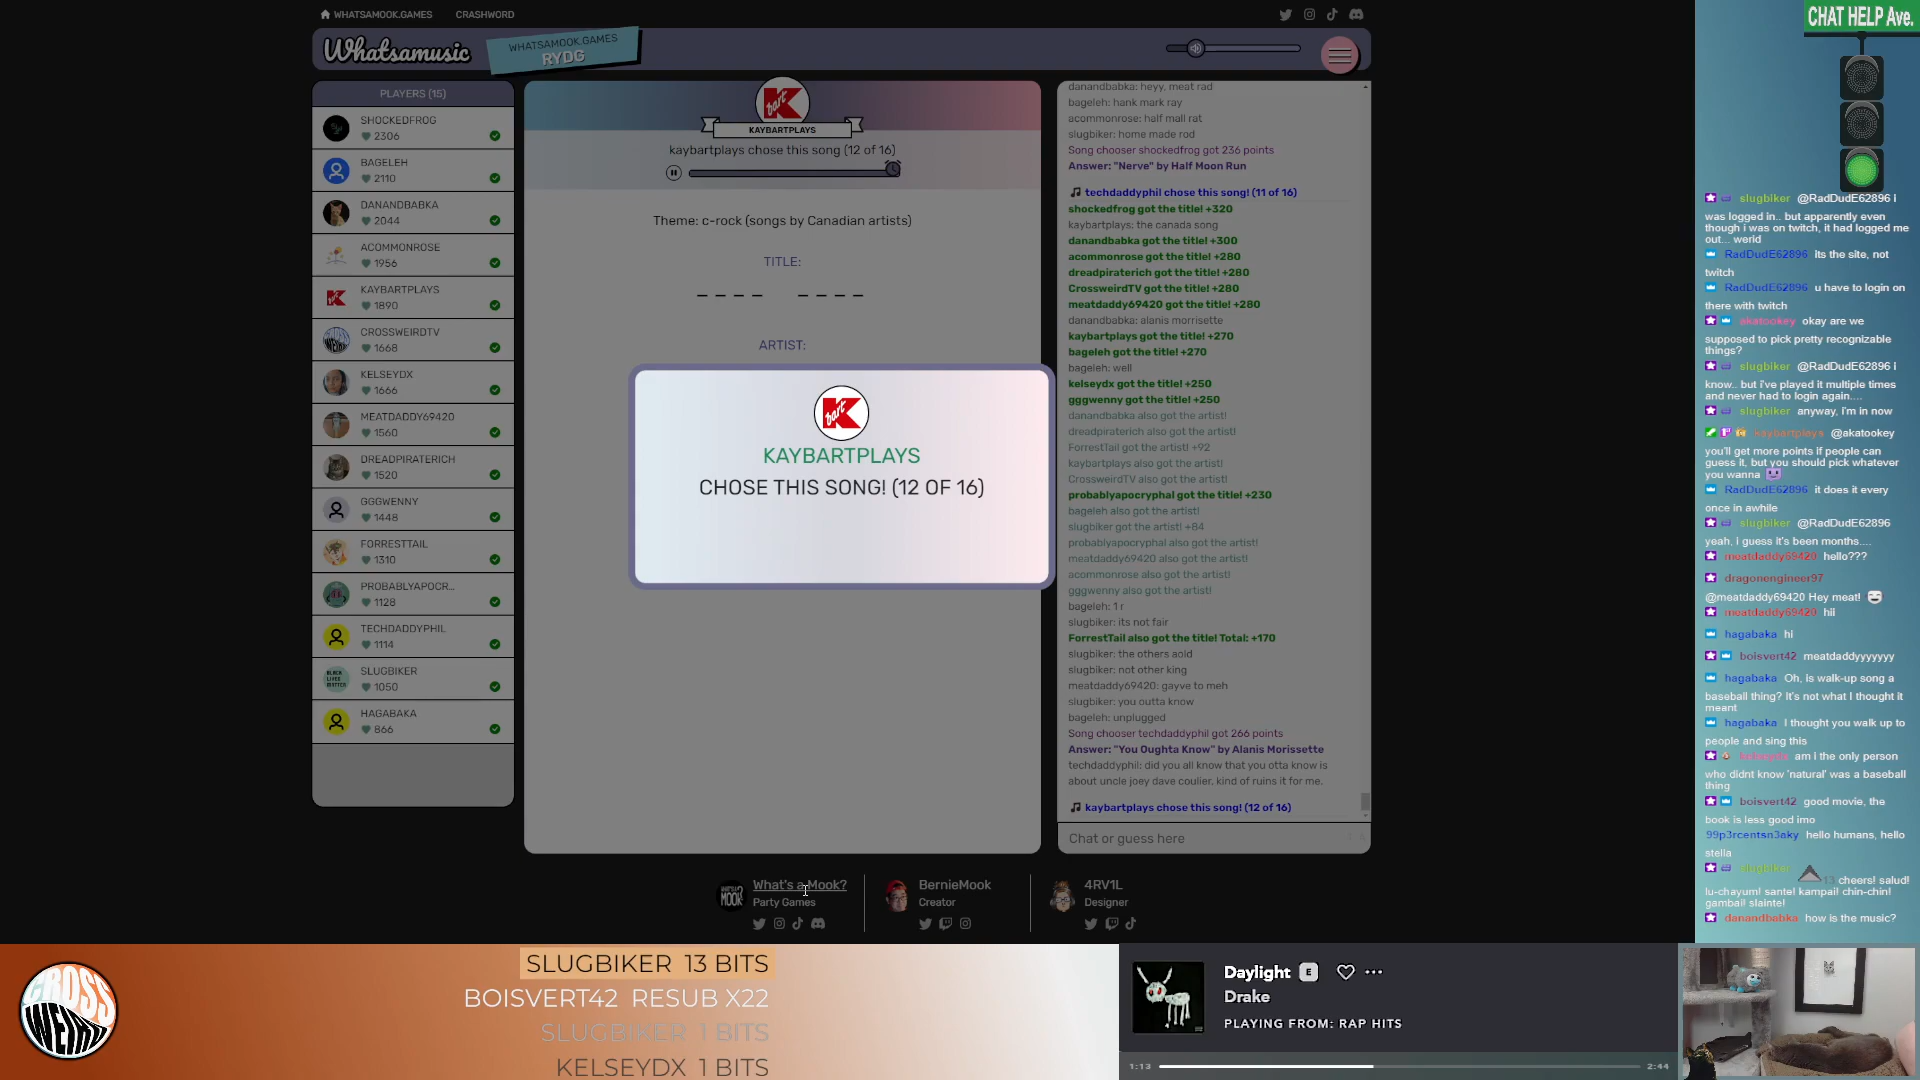 WHATSAMOOK.GAMES
CRASHWORD
Whatsamusic
WHATSAMOOK.GAMES
RYDG
PLAYERS (15)
SHOCKEDFROG
2306
BAGELEH
2110
DANANDBABKA
2044
ACOMMONROSE
1956
KAYBARTPLAYS
1890
CROSSWEIRDTV
1668
KELSEYDX
1666
MEATDADDY69420
1560
DREADPIRATERICH
1520
GGGWENNY
1448
FORRESTTAIL
1310
PROBABLYAPOCR...
1128
TECHDADDYPHIL
1114
SLUGBIKER
1050
HAGABAKA
866
KAYBARTPLAYS
kaybartplays chose this song (12 of 16)
Theme: c-rock (songs by Canadian artists)
TITLE:
_ _ _ _   _ _ _ _
ARTIST:
KAYBARTPLAYS
CHOSE THIS SONG! (12 OF 16)
danandbabka: heyy, meat rad
bageleh: hank mark ray
acommonrose: half mall rat
slugbiker: home made rod
Song chooser shockedfrog got 236 points
Answer: "Nerve" by Half Moon Run
techdaddyphil chose this song! (11 of 16)
shockedfrog got the title! +320
kaybartplays: the canada song
danandbabka got the title! +300
acommonrose got the title! +280
dreadpiraterich got the title! +280
CrossweirdTV got the title! +280
meatdaddy69420 got the title! +280
danandbabka: alanis morrisette
kaybartplays got the title! +270
bageleh got the title! +270
bageleh: well
kelseydx got the title! +250
gggwenny got the title! +250
danandbabka also got the artist!
dreadpiraterich also got the artist!
ForrestTail got the artist! +92
kaybartplays also got the artist!
CrossweirdTV also got the artist!
probablyapocryphal got the title! +230
bageleh also got the artist!
slugbiker got the artist! +84
probablyapocryphal also got the artist!
meatdaddy69420 also got the artist!
acommonrose also got the artist!
gggwenny also got the artist!
bageleh: 1 r
slugbiker: its not fair
ForrestTail also got the title! Total: +170
slugbiker: the others aold
slugbiker: not other king
meatdaddy69420: gayve to meh
slugbiker: you outta know
bageleh: unplugged
Song chooser techdaddyphil got 266 points
Answer: "You Oughta Know" by Alanis Morissette
techdaddyphil: did you all know that you otta know is
about uncle joey dave coulier, kind of ruins it for me.
kaybartplays chose this song! (12 of 16)
Chat or guess here
What's a Mook?
Party Games
BernieMook
Creator
4RV1L
Designer
CHAT HELP Ave.
slugbiker @RadDudE62896 i
was logged in.. but apparently even
though i was on twitch, it had logged me
out... werid
RadDudE62896 Its the site, not
twitch
RadDudE62896 u have to login on
there with twitch
akatookey okay are we
supposed to pick pretty recognizable
things?
slugbiker @RadDudE62896 i
know.. but i've played it multiple times
and never had to login again....
slugbiker anyway, i'm in now
kaybartplays @akatookey
you'll get more points if people can
guess it, but you should pick whatever
you wanna
RadDudE62896 it does it every
once in awhile
slugbiker @RadDudE62896
yeah, i guess it's been months....
meatdaddy69420 hello???
dragonengineer97
@meatdaddy69420 Hey meat!
meatdaddy69420 hii
hagabaka hi
boisvert42 meatdaddyyyyyy
hagabaka Oh, is walk-up song a
baseball thing? It's not what I thought it
meant
hagabaka I thought you walk up to
people and sing this
am i the only person
who didnt know 'natural' was a baseball
thing
boisvert42 good movie, the
book is less good imo
99p3rcentsn3aky hello humans, hello
stella
slugbiker 13 cheers! salud!
lu-chayum! sante! kampai! chin-chin!
gambai! slainte!
danandbabka how is the music?
CROSS
WEIRD
SLUGBIKER 13 BITS
BOISVERT42 RESUB X22
SLUGBIKER 1 BITS
KELSEYDX 1 BITS
Daylight E
Drake
PLAYING FROM: RAP HITS
1:13
2:44